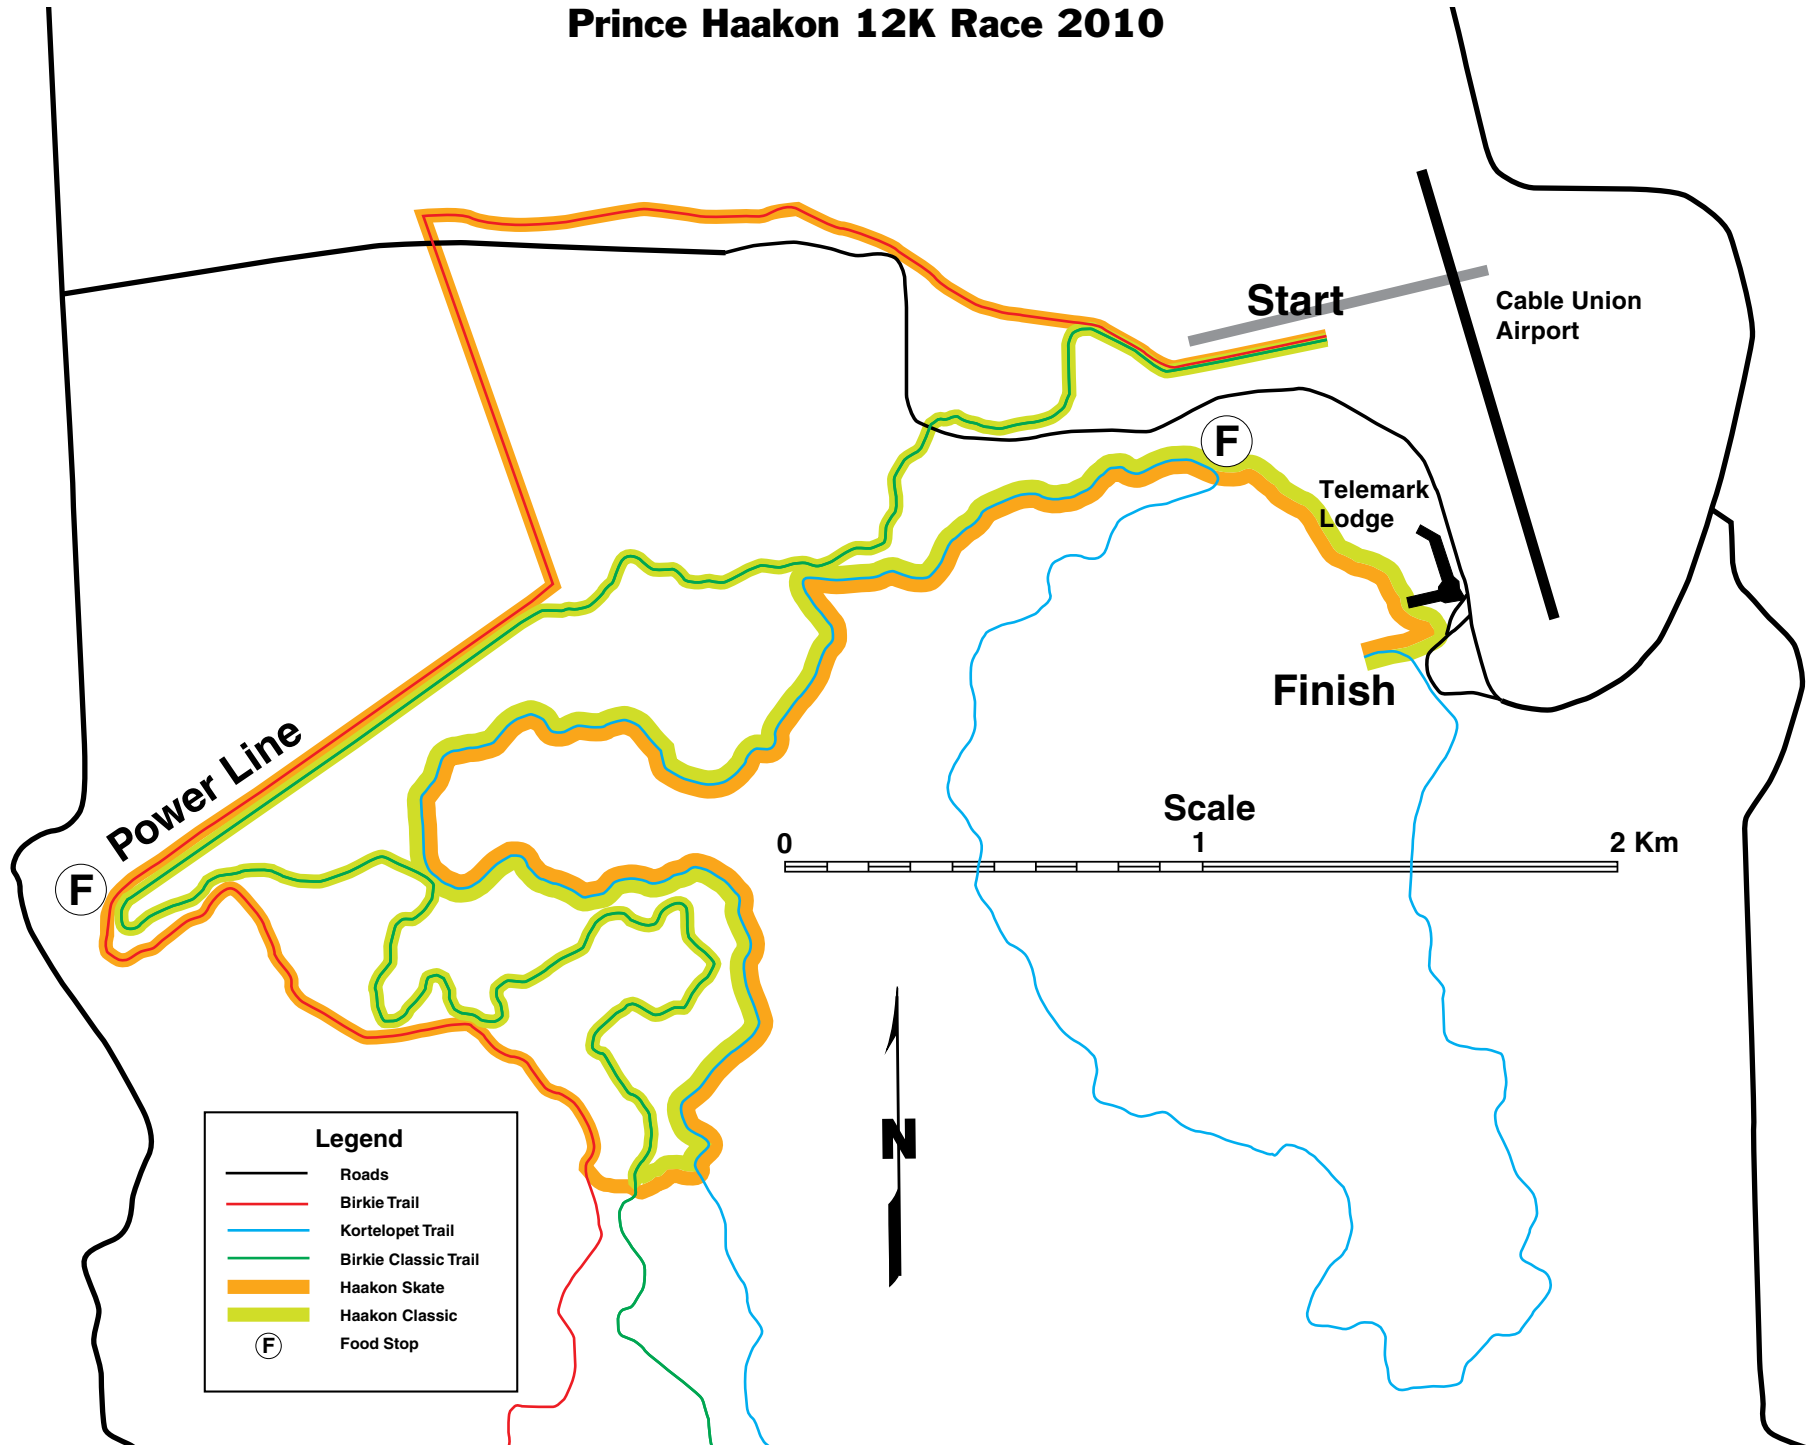 Prince Haakon 12K Race 2010
Start
Cable Union
Airport
F
Telemark
Lodge
Finish
Power Line
Scale
0 1 2 Km
F
N
Legend
Roads
Birkie Trail
Kortelopet Trail
Birkie Classic Trail
Haakon Skate
Haakon Classic
F Food Stop